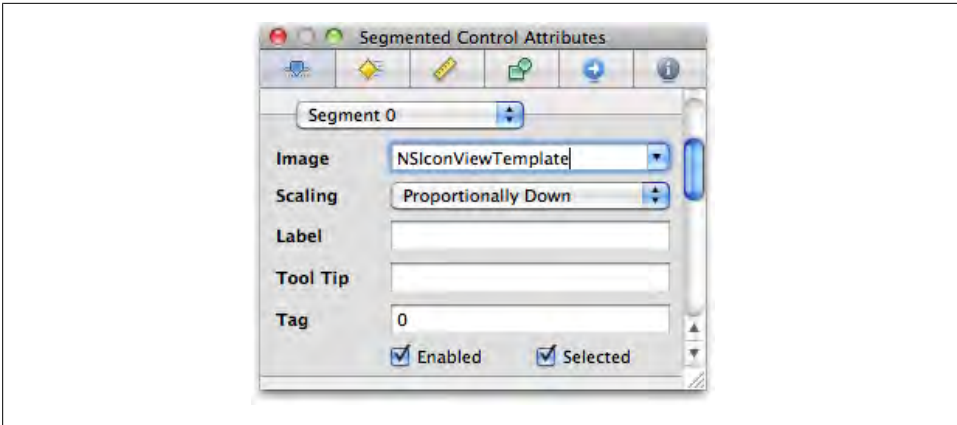 Segmented Control Attributes
Segment 0
Image NSIconViewTemplate
Scaling Proportionally Down
Label
Tool Tip
Tag 0
Enabled Selected